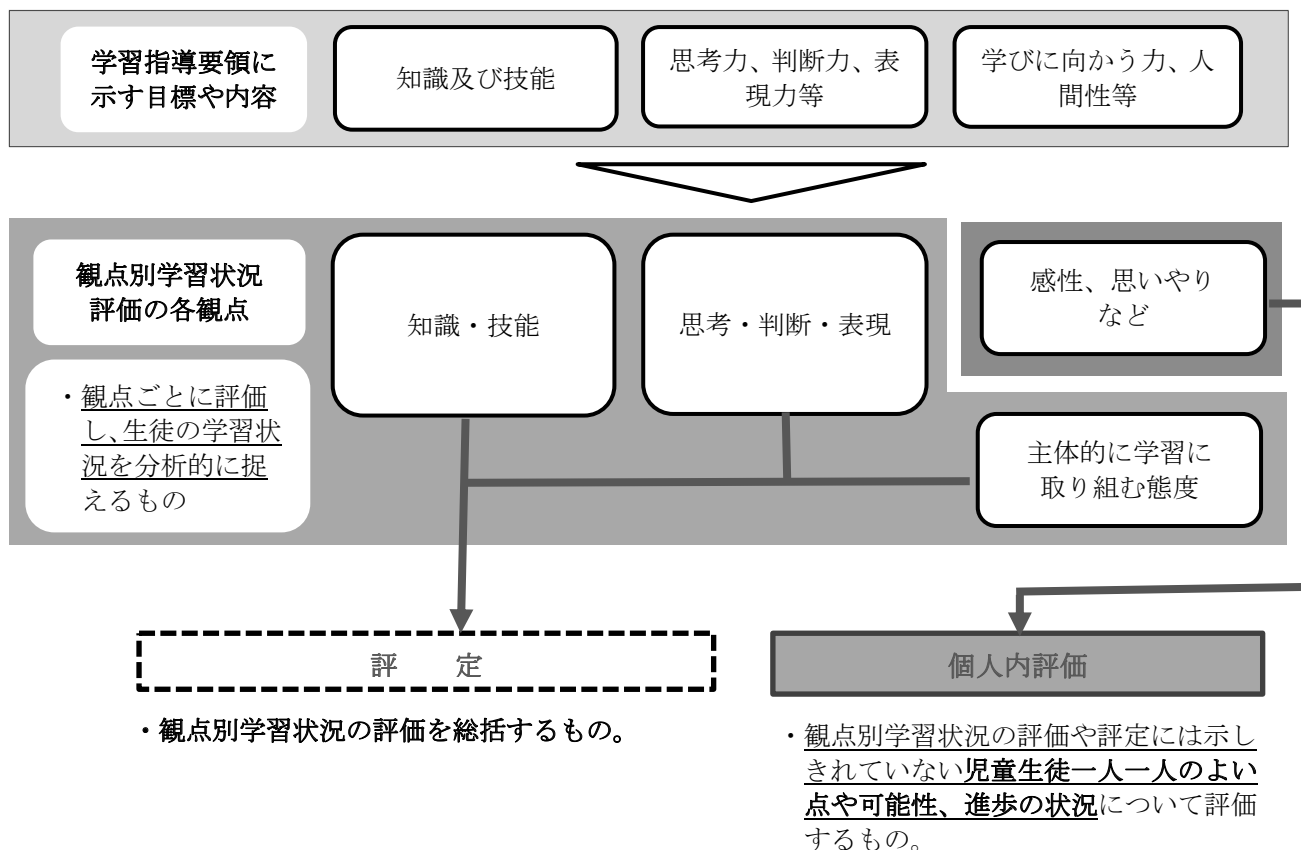 学習指導要領に
示す目標や内容
知識及び技能
思考力、判断力、表
現力等
学びに向かう力、人
間性等
観点別学習状況
評価の各観点
・観点ごとに評価
し、生徒の学習状
況を分析的に捉
えるもの
知識・技能
思考・判断・表現
感性、思いやり
など
主体的に学習に
取り組む態度
評　定
・観点別学習状況の評価を総括するもの。
個人内評価
・観点別学習状況の評価や評定には示し
きれていない児童生徒一人一人のよい
点や可能性、進歩の状況について評価
するもの。